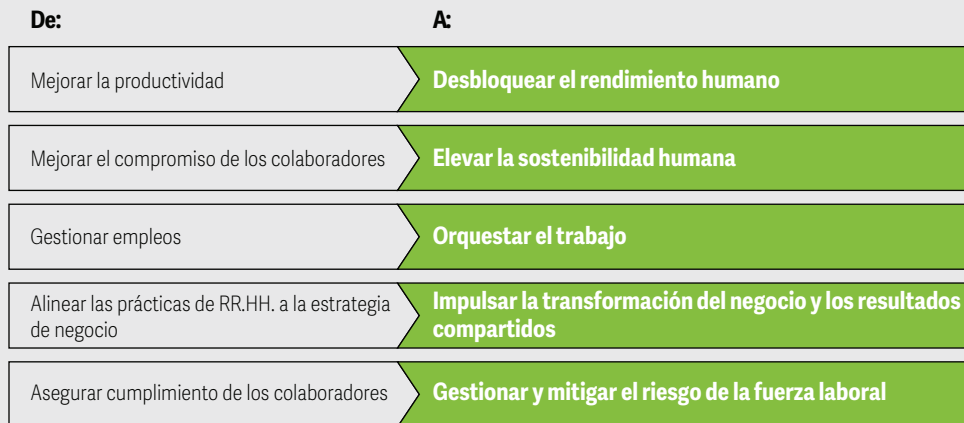 De:
A:
Mejorar la productividad
Desbloquear el rendimiento humano
Mejorar el compromiso de los colaboradores
Elevar la sostenibilidad humana
Gestionar empleos
Orquestar el trabajo
Alinear las prácticas de RR.HH. a la estrategia
de negocio
Impulsar la transformación del negocio y los resultados
compartidos
Asegurar cumplimiento de los colaboradores
Gestionar y mitigar el riesgo de la fuerza laboral